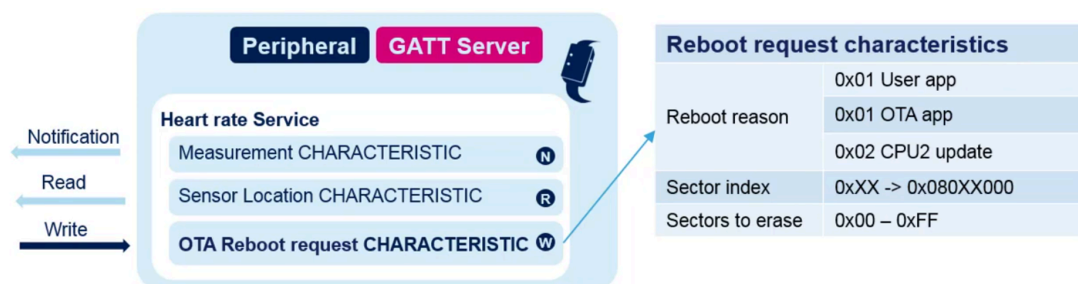 Peripheral
GATT Server
Heart rate Service
Measurement CHARACTERISTIC N
Sensor Location CHARACTERISTIC R
OTA Reboot request CHARACTERISTIC W
Notification
Read
Write
Reboot request characteristics
Reboot reason
0x01 User app
0x01 OTA app
0x02 CPU2 update
Sector index 0xXX -> 0x080XX000
Sectors to erase 0x00 – 0xFF